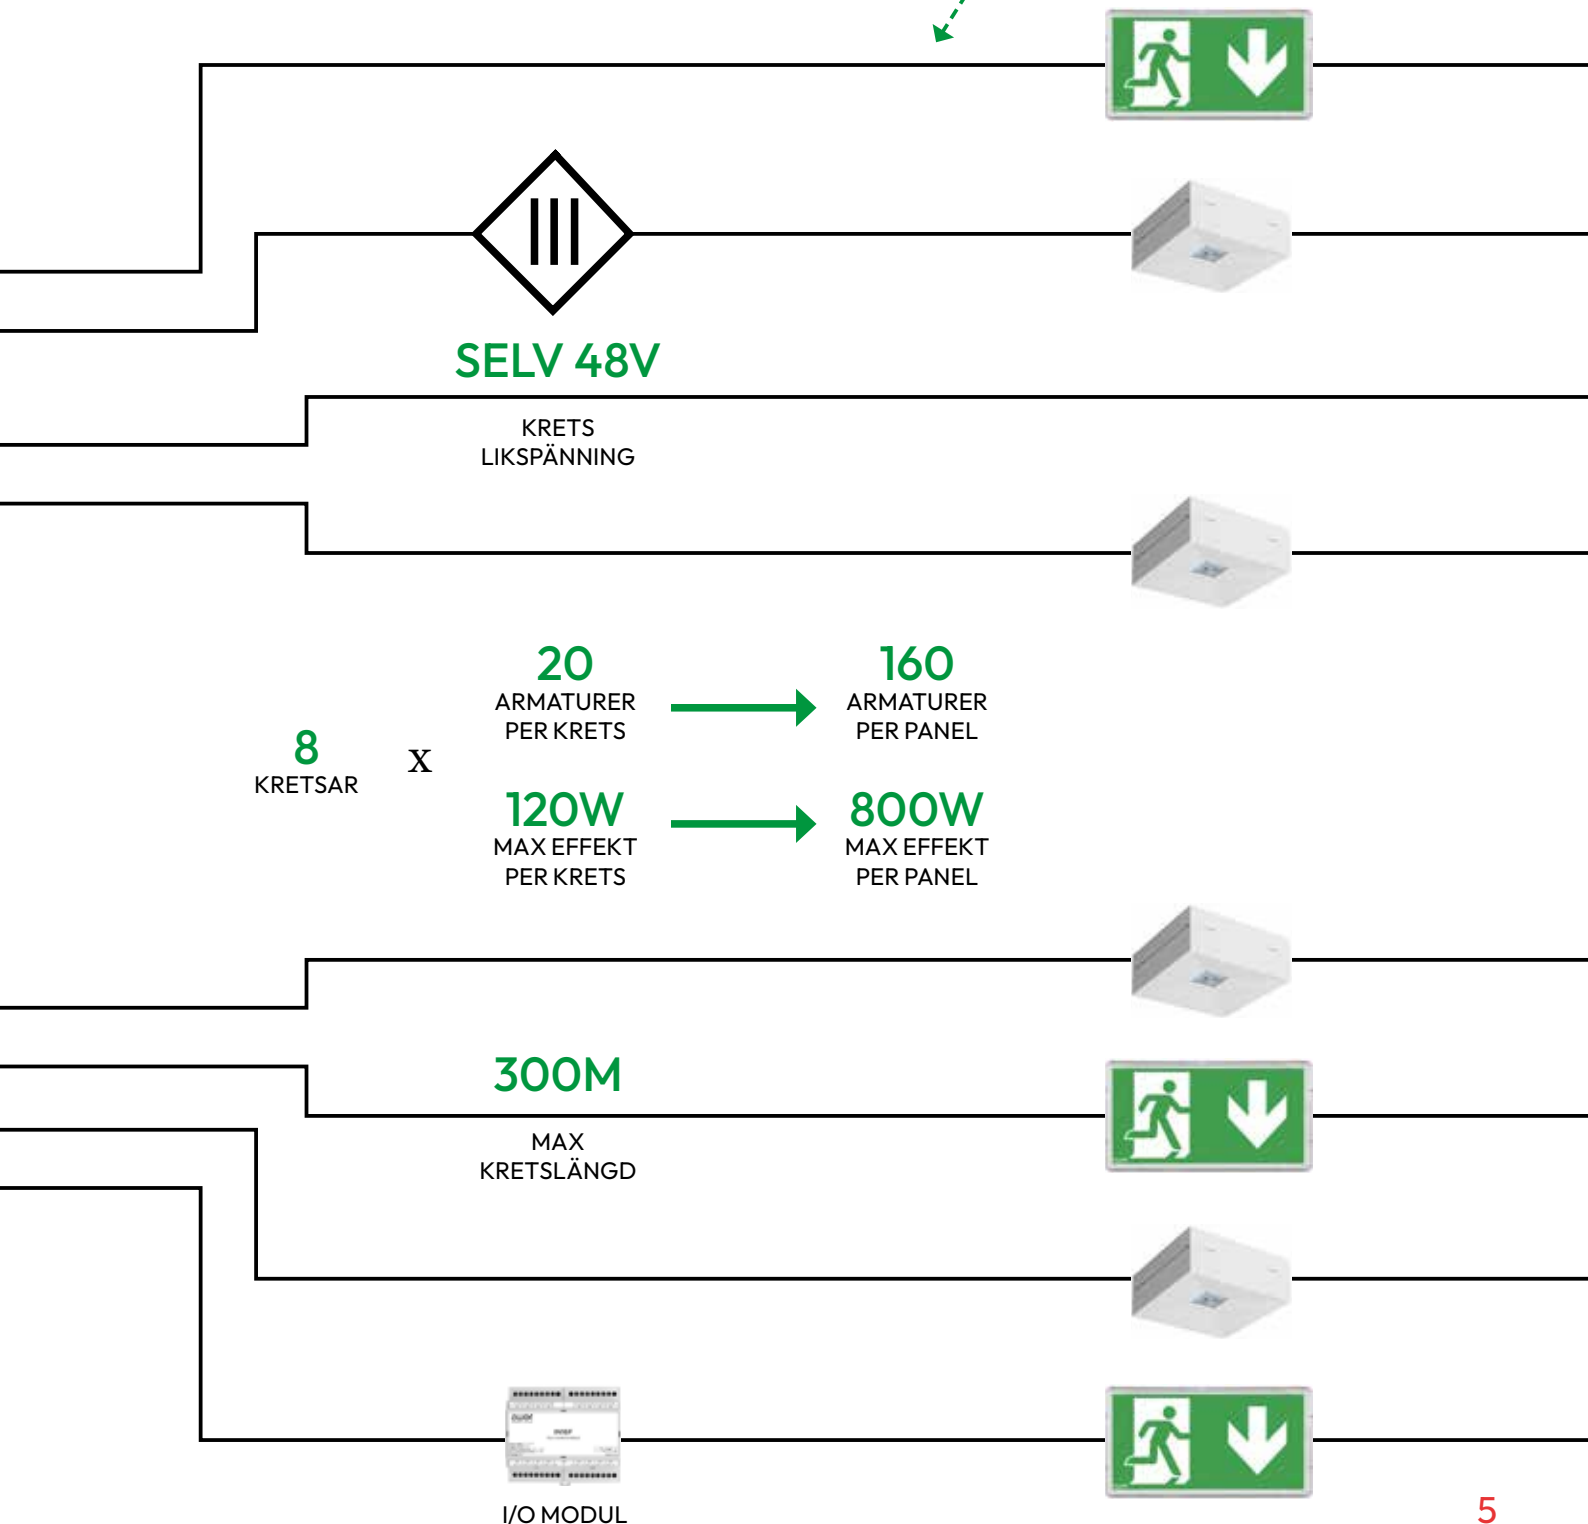 SELV 48V
KRETS
LIKSPÄNNING
20
ARMATURER
PER KRETS
160
ARMATURER
PER PANEL
8
KRETSAR
x
120W
MAX EFFEKT
PER KRETS
800W
MAX EFFEKT
PER PANEL
300M
MAX
KRETSLÄNGD
I/O MODUL
5